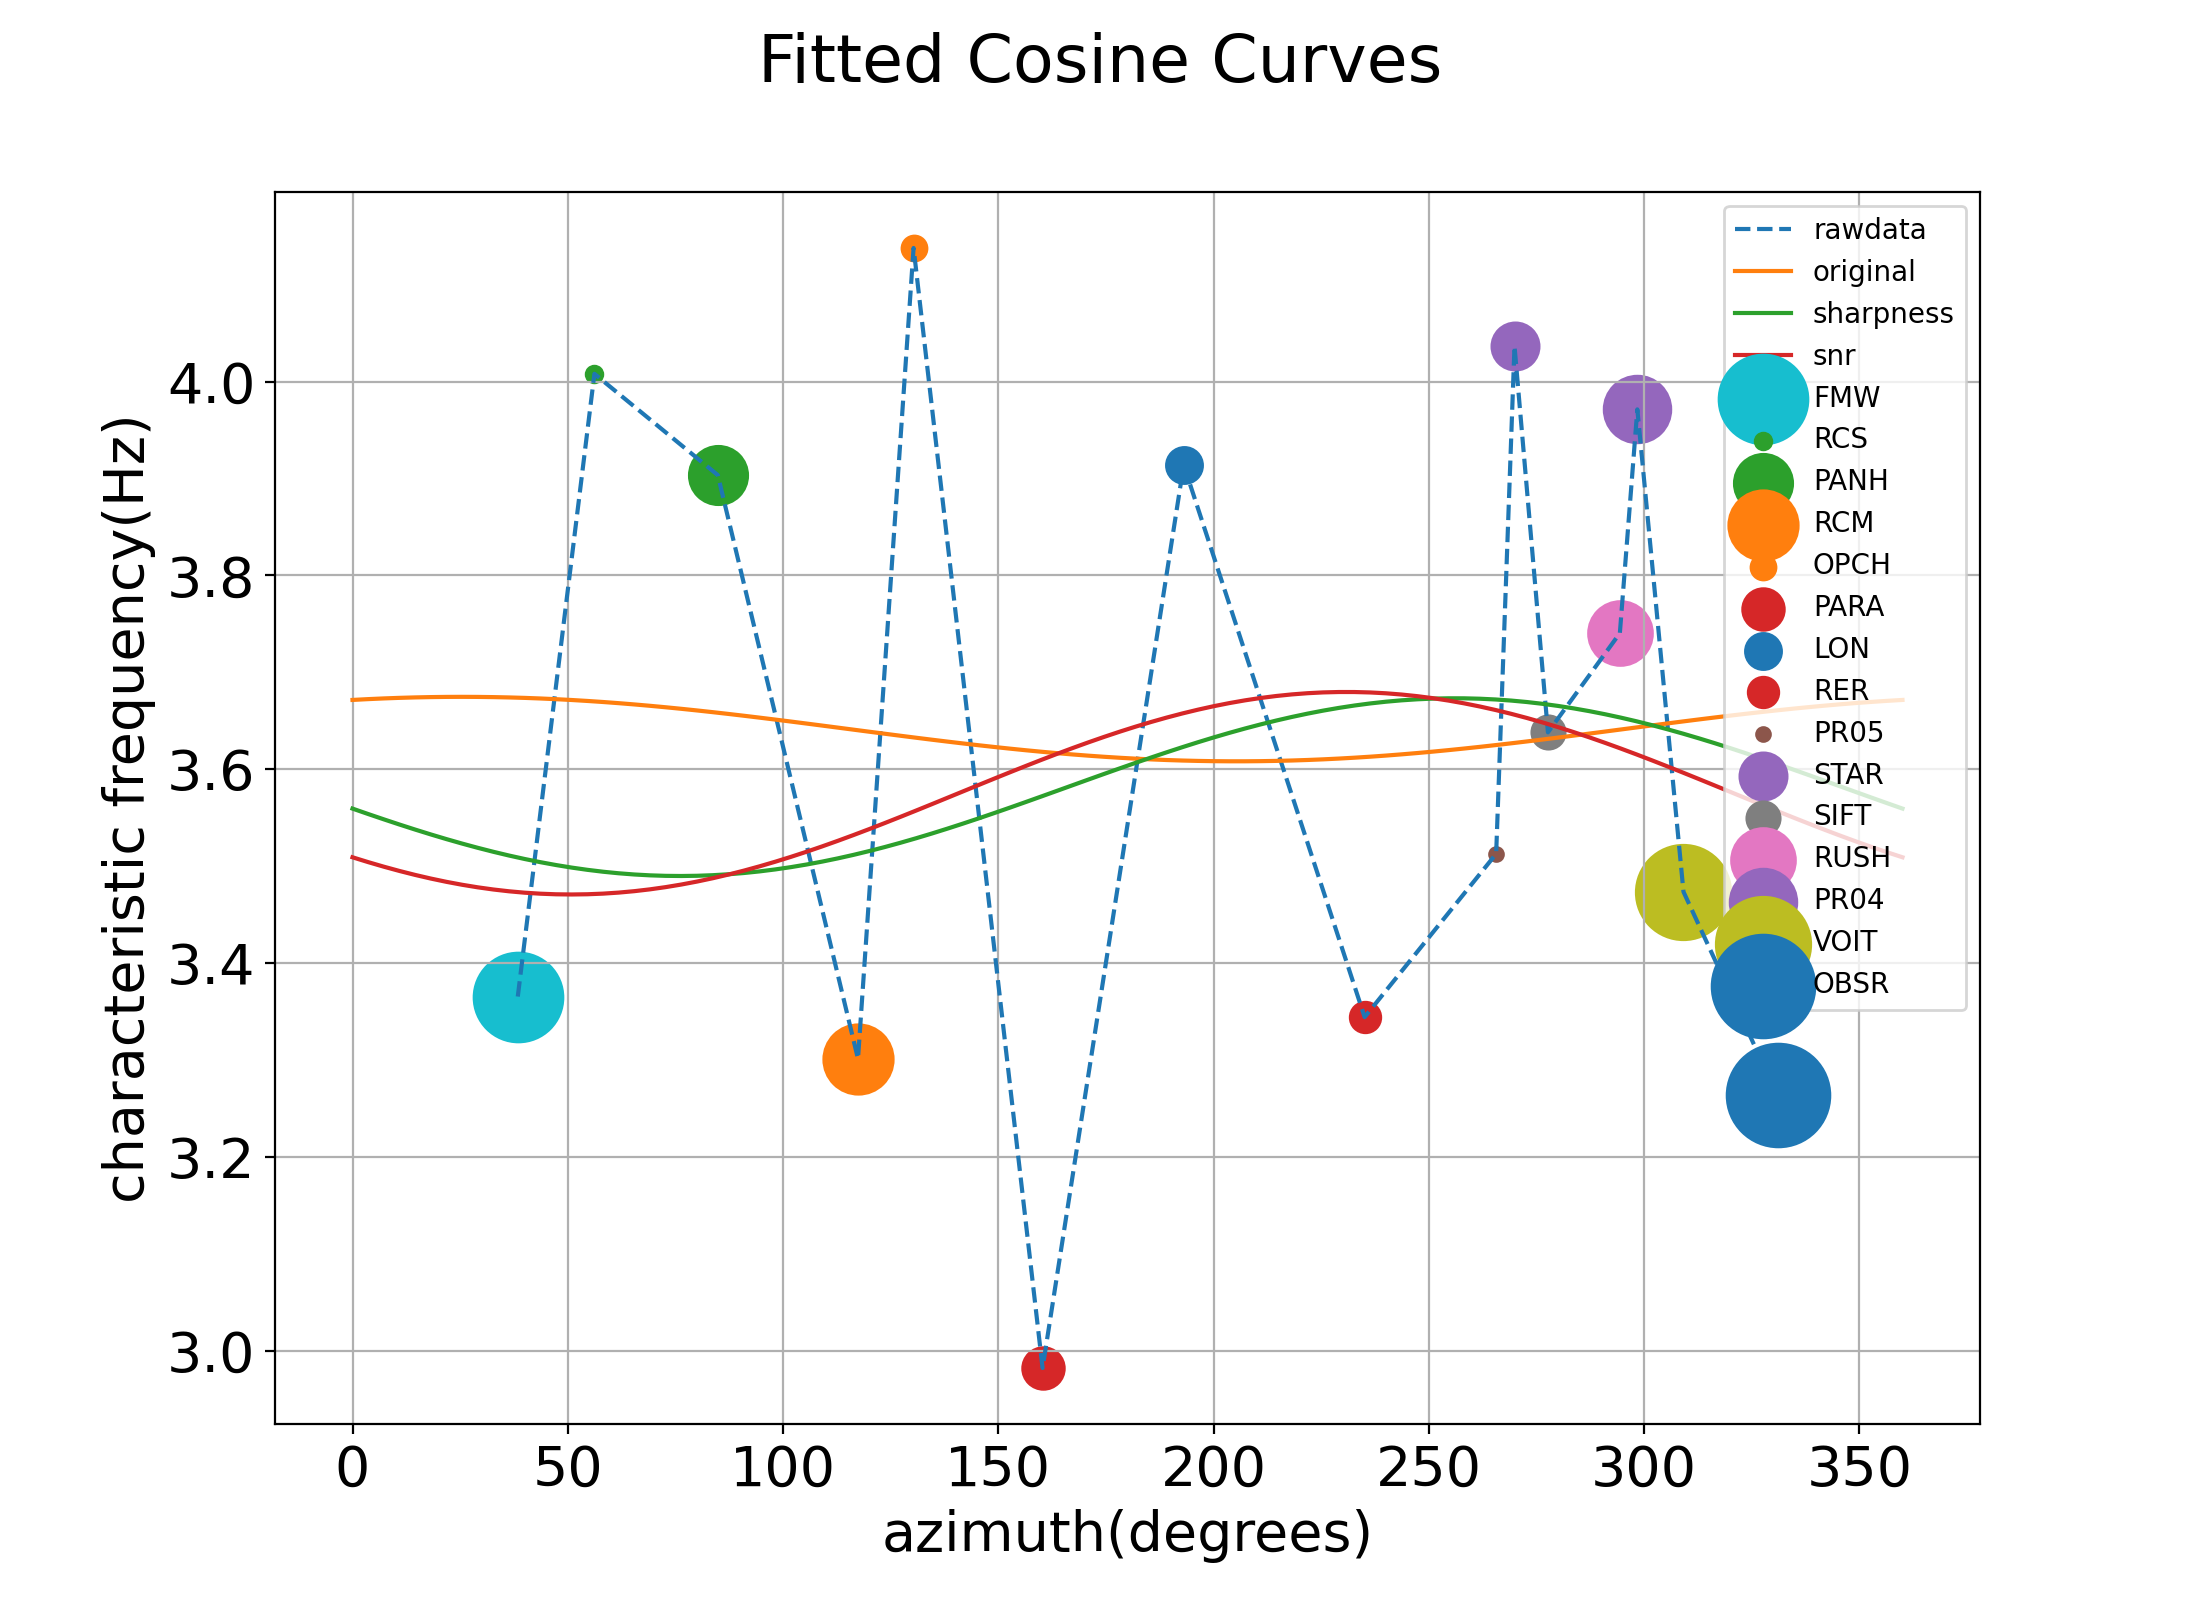 Fitted Cosine Curves
rawdata
original
sharpness
snr
FMW
RCS
PANH
RCM
OPCH
PARA
LON
RER
PR05
STAR
SIFT
RUSH
PR04
VOIT
OBSR
characteristic frequency(Hz)
4.0
3.8
3.6
3.4
3.2
3.0
0 50 100 150 200 250 300 350
azimuth(degrees)